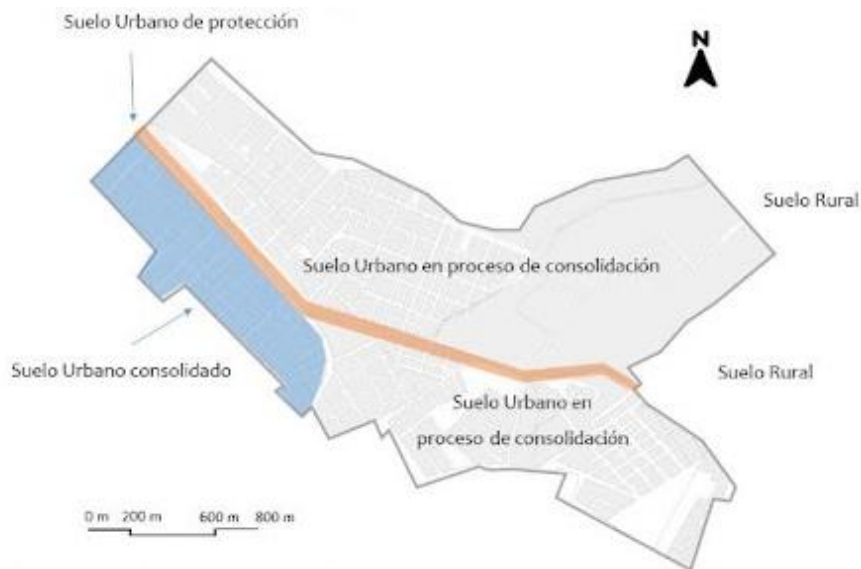 Suelo Urbano de protección
N
Suelo Rural
Suelo Urbano en proceso de consolidación
Suelo Urbano consolidado
Suelo Rural
Suelo Urbano en
proceso de consolidación
0 m 200 m 600 m 800 m